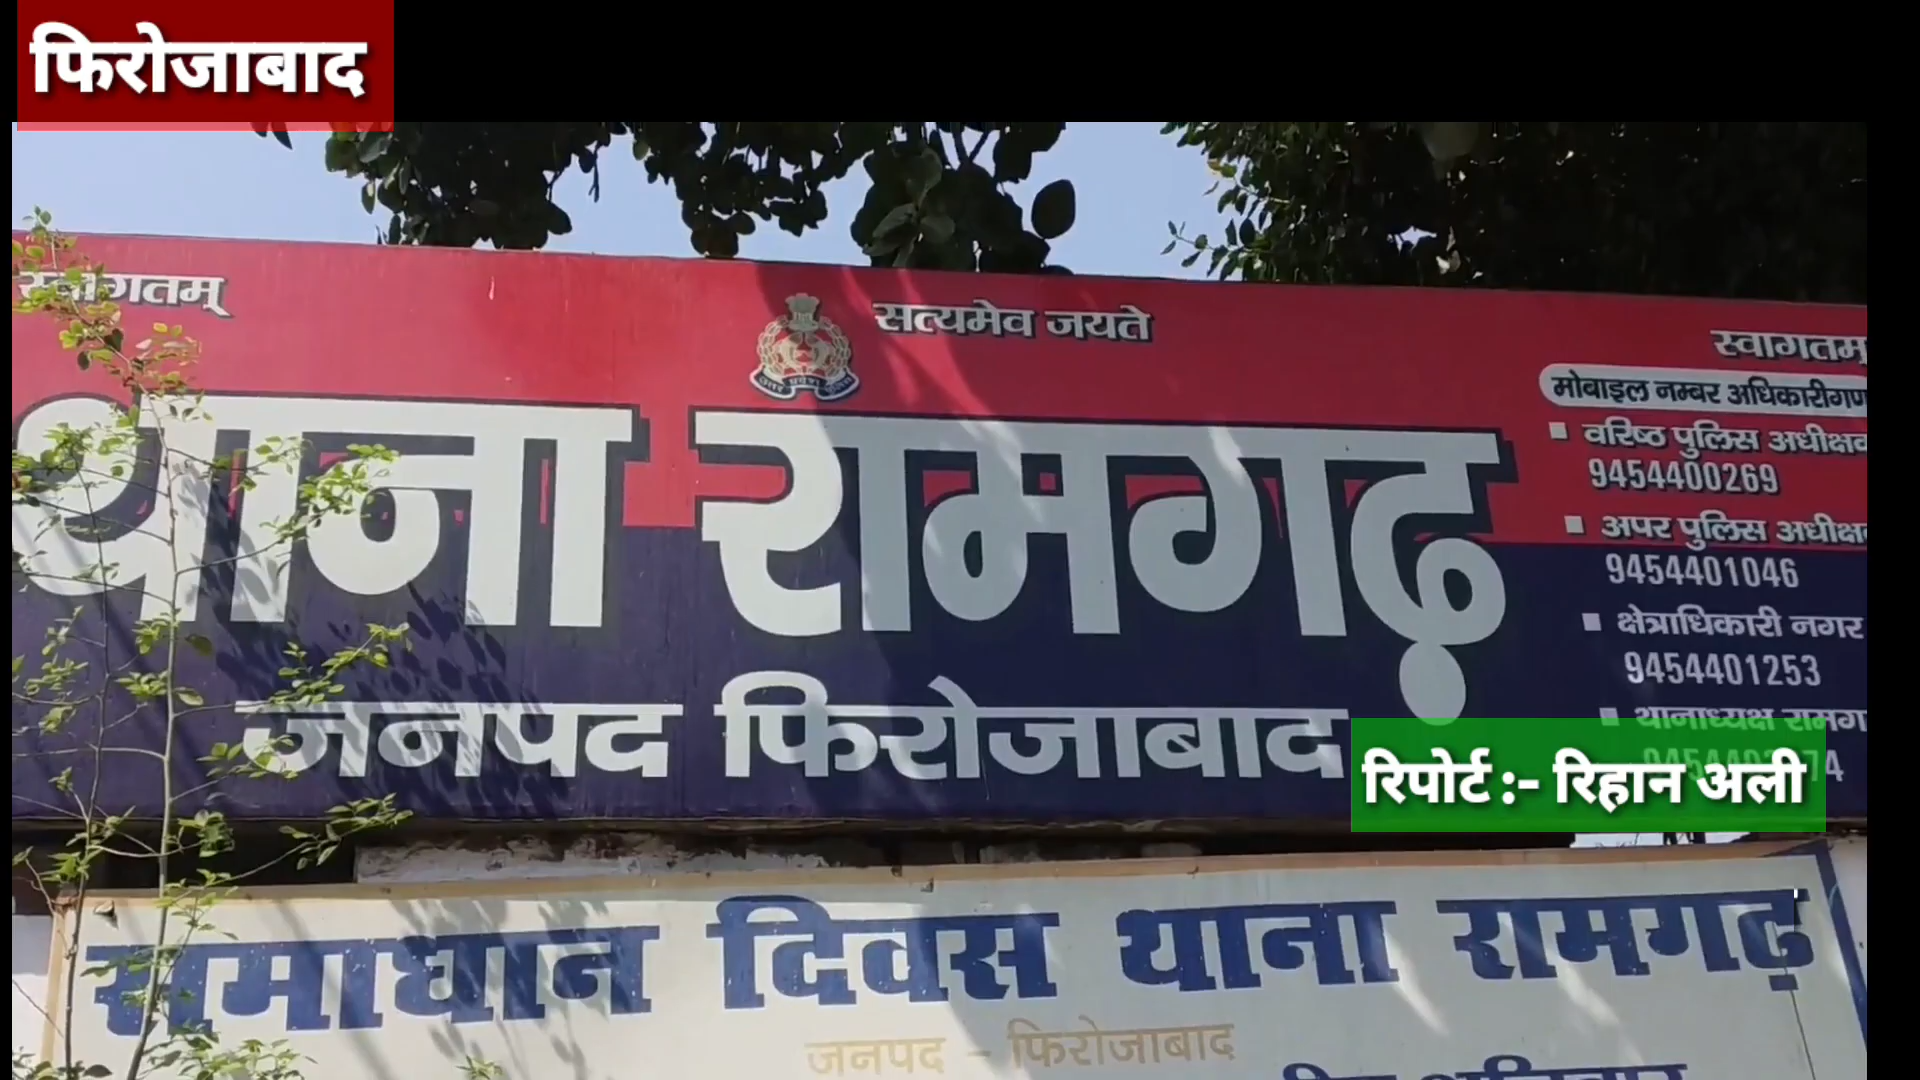 फिरोजाबाद
स्वागतम्
सत्यमेव जयते
स्वागतम्
थाना रामगढ़
जनपद फिरोजाबाद
मोबाइल नम्बर अधिकारीगण
वरिष्ठ पुलिस अधीक्षक
9454400269
अपर पुलिस अधीक्षक
9454401046
क्षेत्राधिकारी नगर
9454401253
थानाध्यक्ष
रिपोर्ट :- रिहान अली
समाधान दिवस थाना रामगढ़
जनपद - फिरोजाबाद